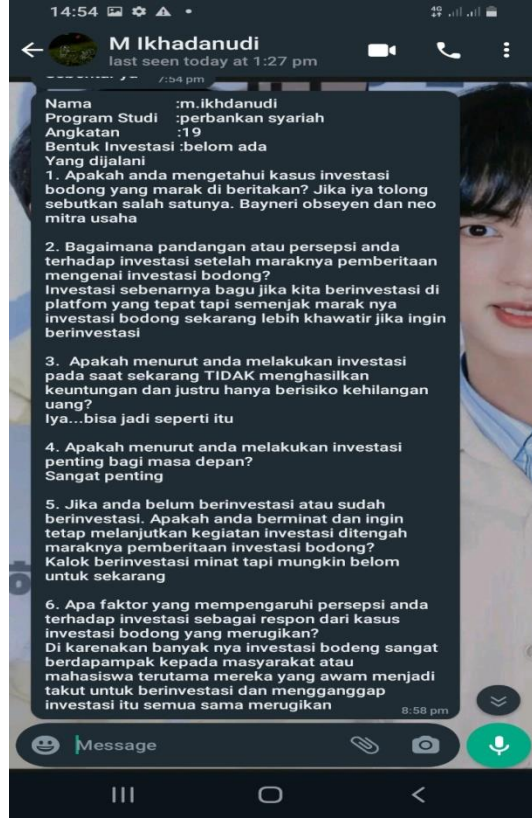 14:54
M Ikhadanudi
last seen today at 1:27 pm
7:54 pm
Nama :m.ikhdanudi
Program Studi :perbankan syariah
Angkatan :19
Bentuk Investasi :belom ada
Yang dijalani
1. Apakah anda mengetahui kasus investasi
bodong yang marak di beritakan? Jika iya tolong
sebutkan salah satunya. Bayneri obseyen dan neo
mitra usaha
2. Bagaimana pandangan atau persepsi anda
terhadap investasi setelah maraknya pemberitaan
mengenai investasi bodong?
Investasi sebenarnya bagu jika kita berinvestasi di
platfom yang tepat tapi semenjak marak nya
investasi bodong sekarang lebih khawatir jika ingin
berinvestasi
3. Apakah menurut anda melakukan investasi
pada saat sekarang TIDAK menghasilkan
keuntungan dan justru hanya berisiko kehilangan
uang?
Iya...bisa jadi seperti itu
4. Apakah menurut anda melakukan investasi
penting bagi masa depan?
Sangat penting
5. Jika anda belum berinvestasi atau sudah
berinvestasi. Apakah anda berminat dan ingin
tetap melanjutkan kegiatan investasi ditengah
maraknya pemberitaan investasi bodong?
Kalok berinvestasi minat tapi mungkin belom
untuk sekarang
6. Apa faktor yang mempengaruhi persepsi anda
terhadap investasi sebagai respon dari kasus
investasi bodong yang merugikan?
Di karenakan banyak nya investasi bodeng sangat
berdapampak kepada masyarakat atau
mahasiswa terutama mereka yang awam menjadi
takut untuk berinvestasi dan mengganggap
investasi itu semua sama merugikan
8:58 pm
Message